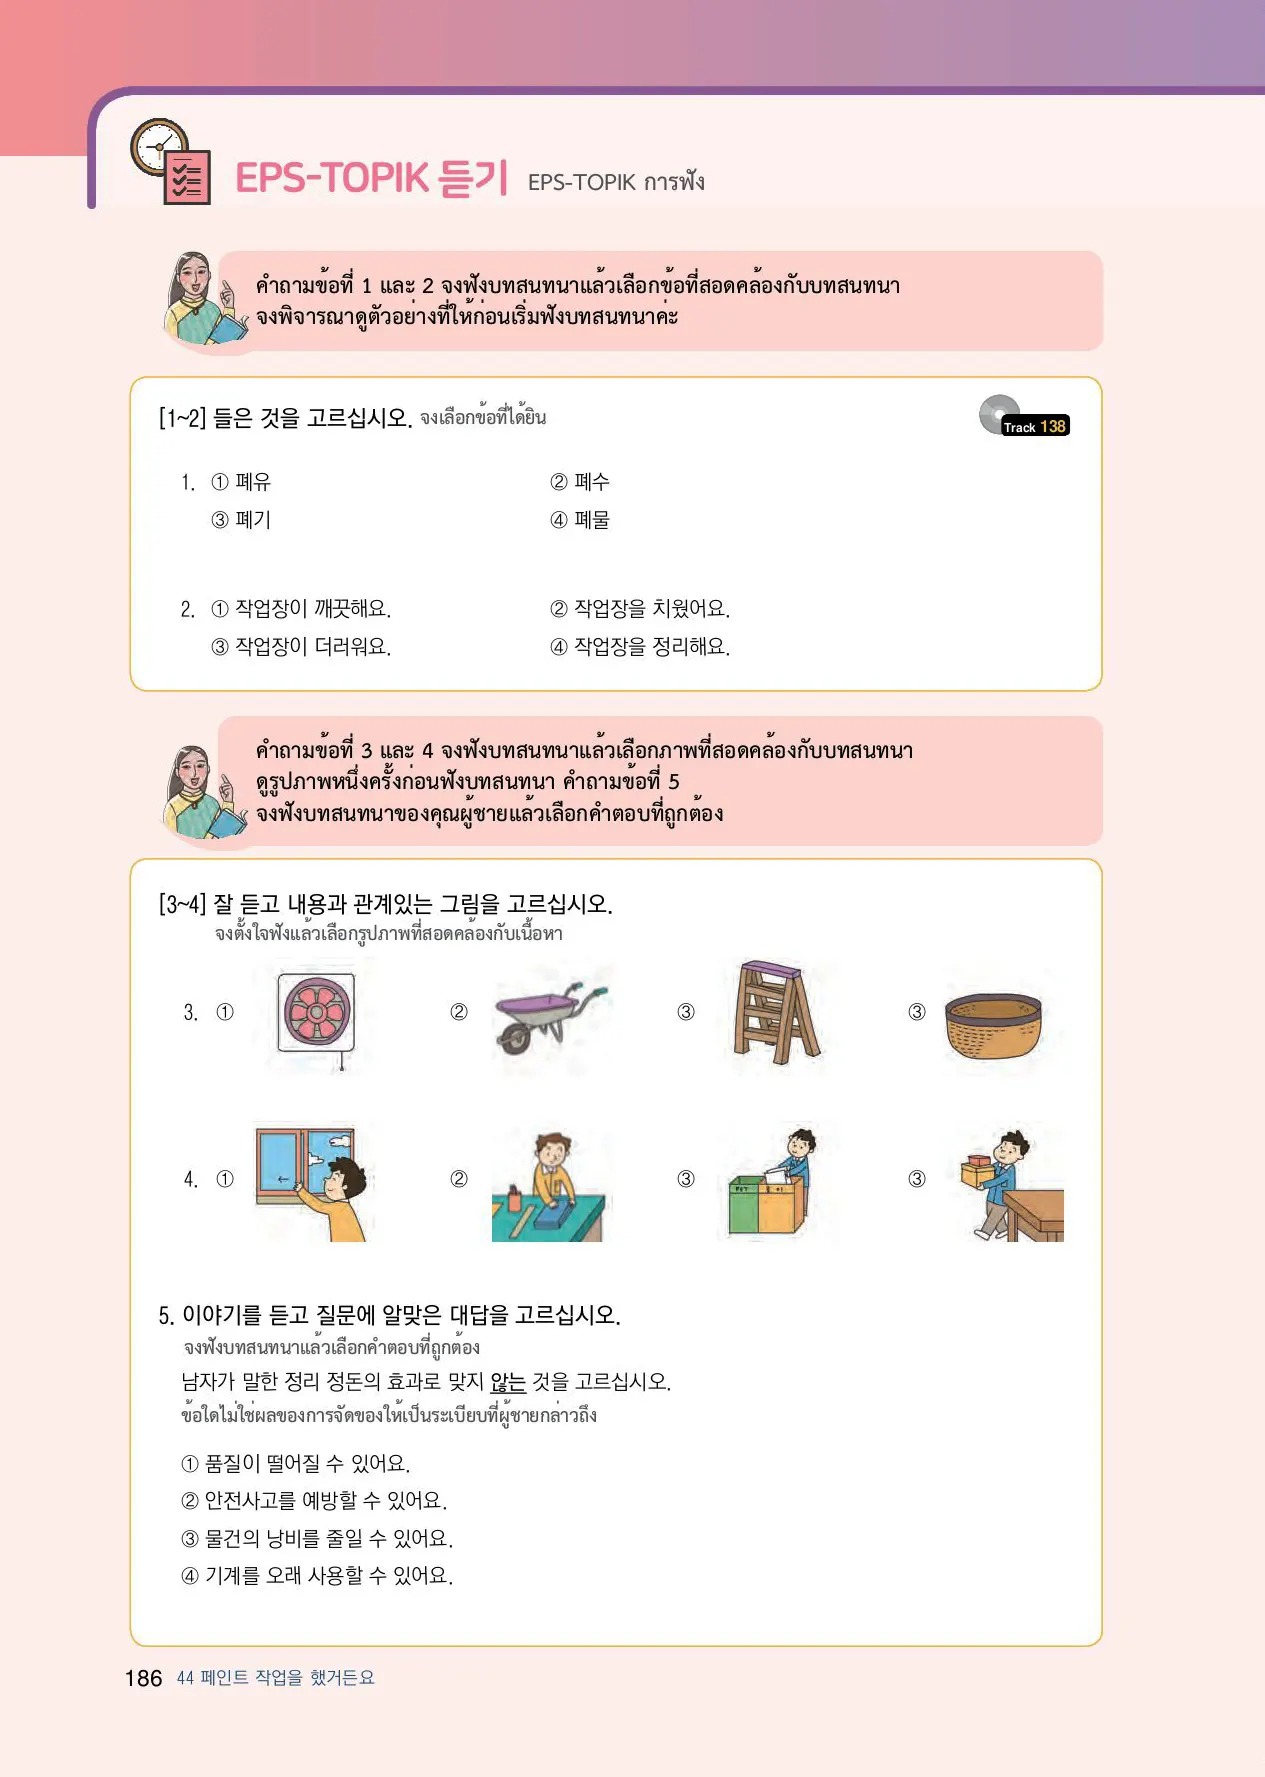 EPS-TOPIK 듣기 EPS-TOPIK การฟัง
คำถามข้อที่ 1 และ 2 จงฟังบทสนทนาแล้วเลือกข้อที่สอดคล้องกับบทสนทนา
จงพิจารณาดูตัวอย่างที่ให้ก่อนเริ่มฟังบทสนทนาค่ะ
[1~2] 들은 것을 고르십시오. จงเลือกข้อที่ได้ยิน
Track 138
1. ① 폐유 ② 폐수
③ 폐기 ④ 폐물
2. ① 작업장이 깨끗해요. ② 작업장을 치웠어요.
③ 작업장이 더러워요. ④ 작업장을 정리해요.
คำถามข้อที่ 3 และ 4 จงฟังบทสนทนาแล้วเลือกภาพที่สอดคล้องกับบทสนทนา
ดูรูปภาพหนึ่งครั้งก่อนฟังบทสนทนา คำถามข้อที่ 5
จงฟังบทสนทนาของคุณผู้ชายแล้วเลือกคำตอบที่ถูกต้อง
[3~4] 잘 듣고 내용과 관계있는 그림을 고르십시오.
จงตั้งใจฟังแล้วเลือกรูปภาพที่สอดคล้องกับเนื้อหา
3. ① ② ③ ③
4. ① ② ③ ③
5. 이야기를 듣고 질문에 알맞은 대답을 고르십시오.
จงฟังบทสนทนาแล้วเลือกคำตอบที่ถูกต้อง
남자가 말한 정리 정돈의 효과로 맞지 않는 것을 고르십시오.
ข้อใดไม่ใช่ผลของการจัดของให้เป็นระเบียบที่ผู้ชายกล่าวถึง
① 품질이 떨어질 수 있어요.
② 안전사고를 예방할 수 있어요.
③ 물건의 낭비를 줄일 수 있어요.
④ 기계를 오래 사용할 수 있어요.
186 44 페인트 작업을 했거든요